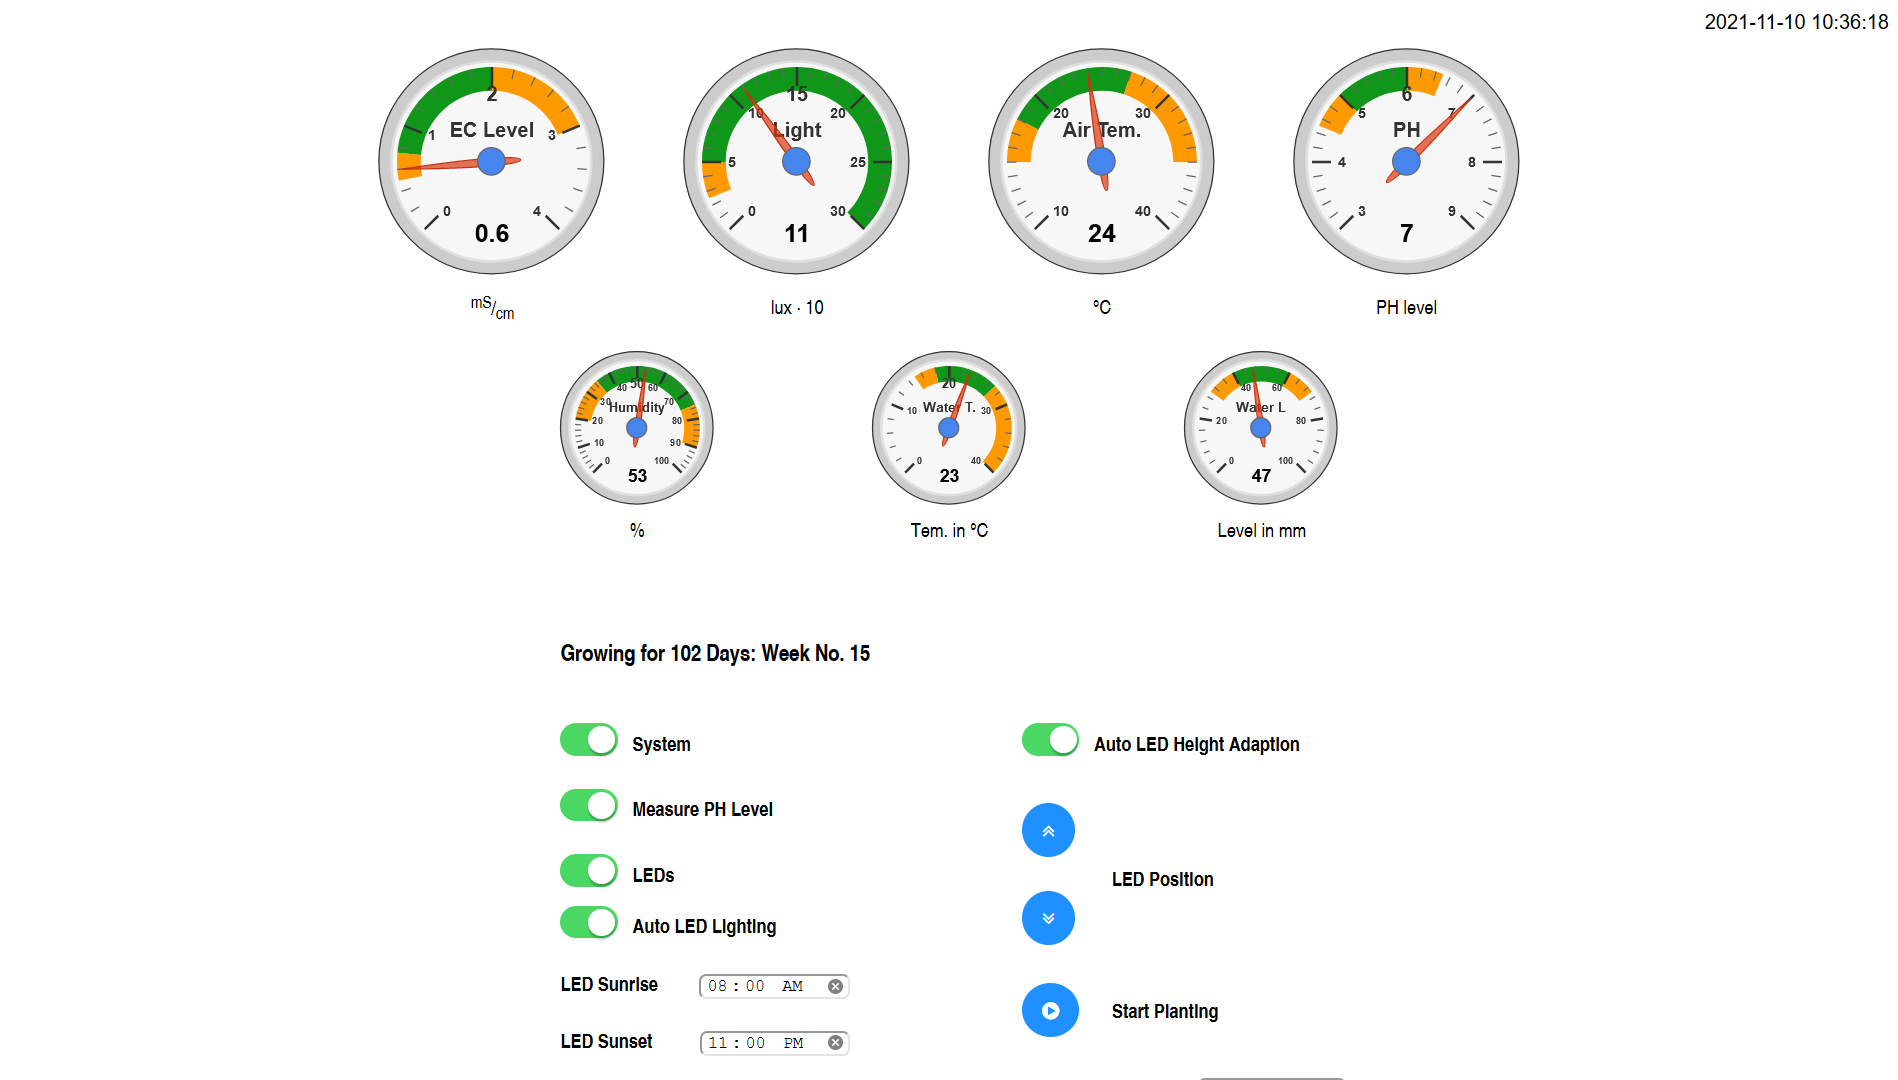 2021-11-10 10:36:18
EC Level
0 1 2 3 4
0.6
mS/cm
Light
5 10 15 20 25 30 0
11
lux · 10
Air Tem.
10 20 30 40
24
ºC
PH
3 4 5 6 7 8 9
7
PH level
Humidity
0 10 20 30 40 50 60 70 80 90 100
53
%
Water T.
0 10 20 30 40
23
Tem. in ºC
Water L
0 20 40 60 80 100
47
Level in mm
Growing for 102 Days: Week No. 15
System
Auto LED Height Adaption
Measure PH Level
LEDs
LED Position
Auto LED Lighting
LED Sunrise 08:00 AM
Start Planting
LED Sunset 11:00 PM